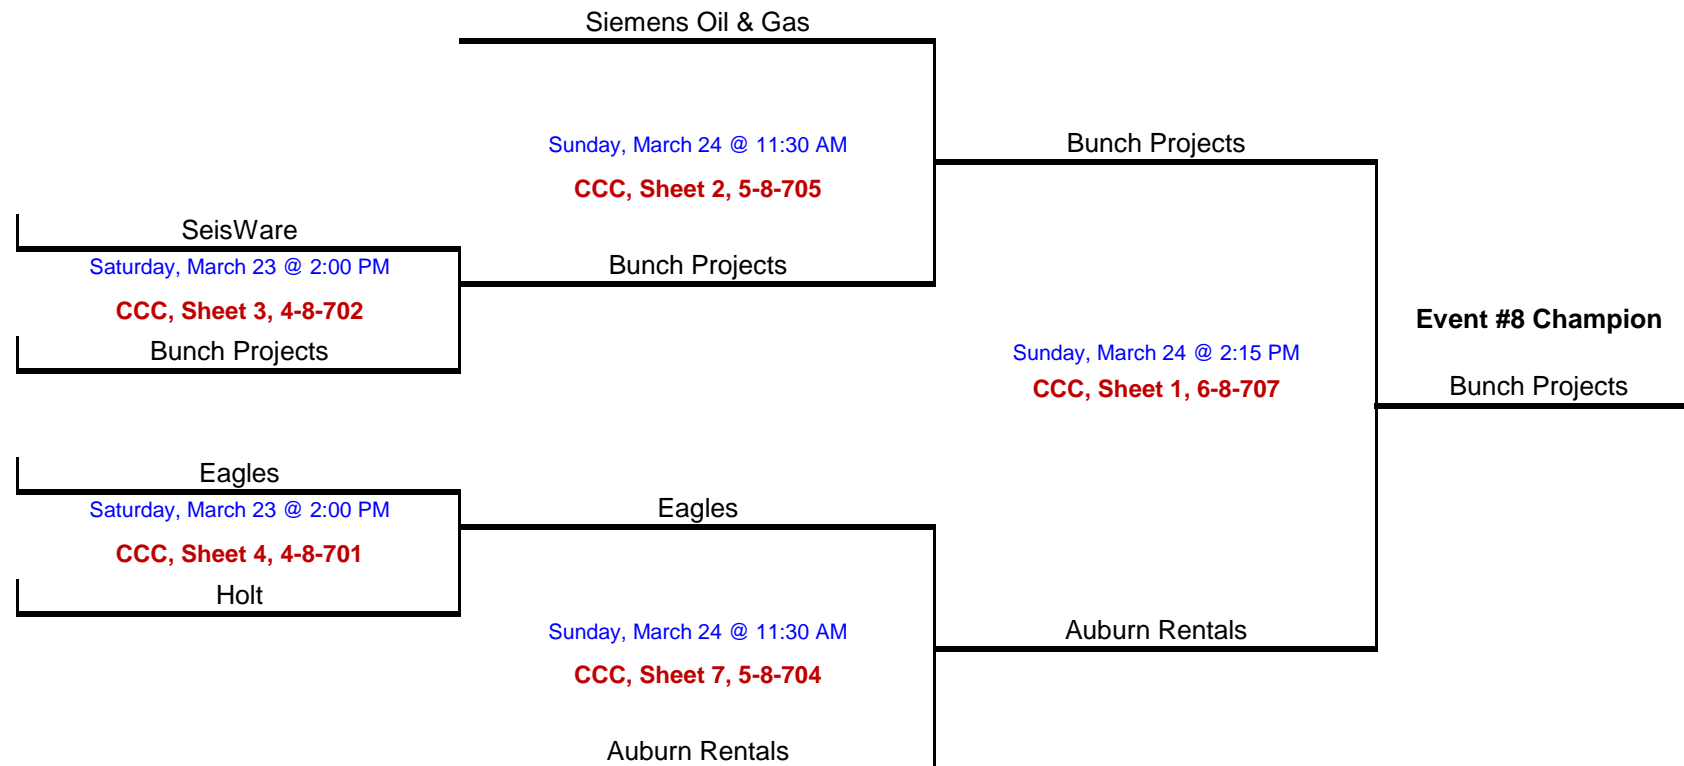 Siemens Oil & Gas
Sunday, March 24 @ 11:30 AM
Bunch Projects
CCC, Sheet 2, 5-8-705
SeisWare
Saturday, March 23 @ 2:00 PM
Bunch Projects
CCC, Sheet 3, 4-8-702
Event #8 Champion
Bunch Projects
Sunday, March 24 @ 2:15 PM
CCC, Sheet 1, 6-8-707
Bunch Projects
Eagles
Saturday, March 23 @ 2:00 PM
Eagles
CCC, Sheet 4, 4-8-701
Holt
Sunday, March 24 @ 11:30 AM
Auburn Rentals
CCC, Sheet 7, 5-8-704
Auburn Rentals